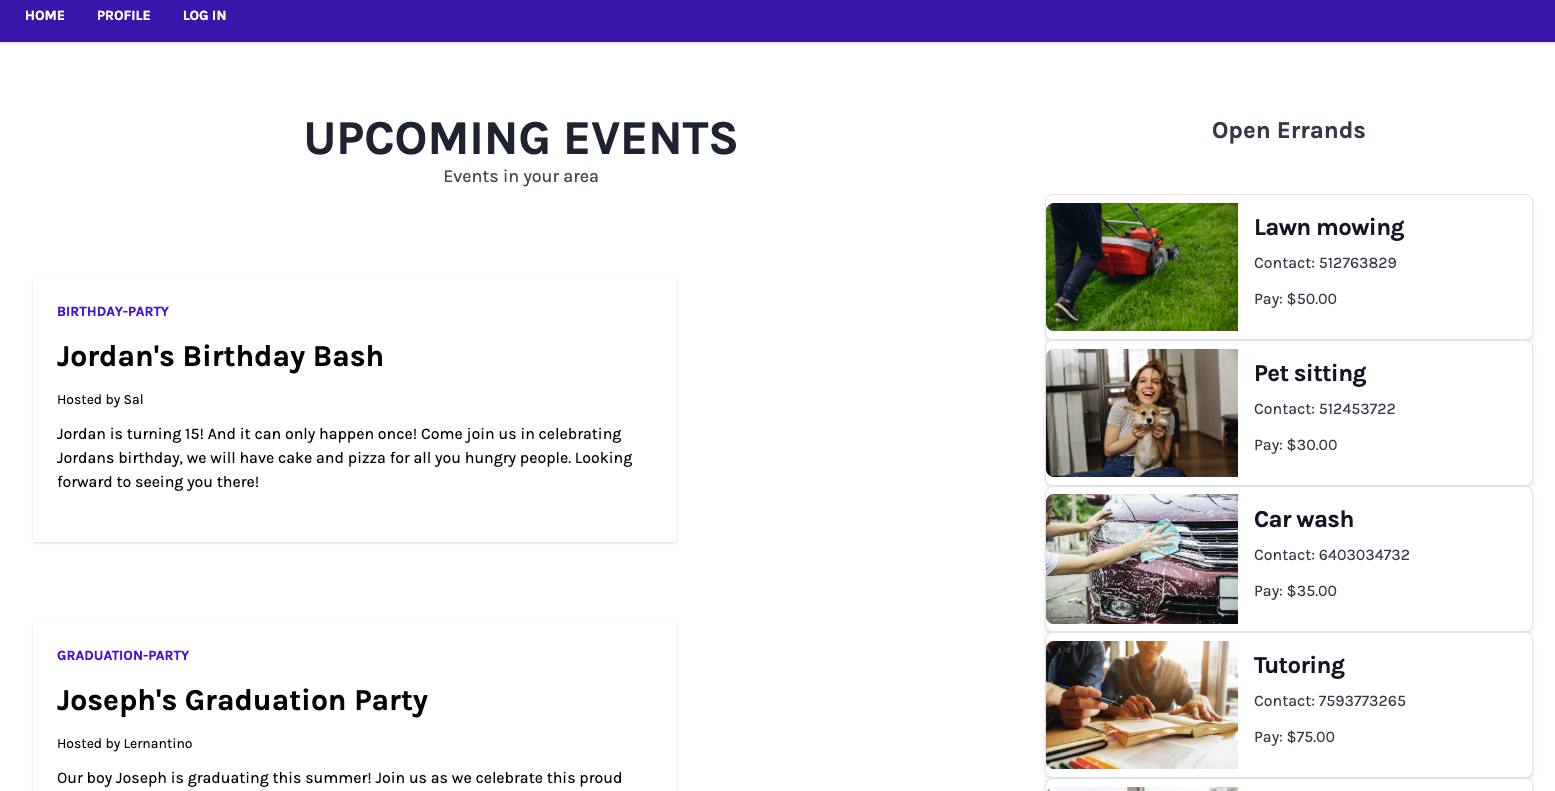 HOME PROFILE LOG IN
UPCOMING EVENTS
Events in your area
BIRTHDAY-PARTY
Jordan's Birthday Bash
Hosted by Sal
Jordan is turning 15! And it can only happen once! Come join us in celebrating
Jordans birthday, we will have cake and pizza for all you hungry people. Looking
forward to seeing you there!
GRADUATION-PARTY
Joseph's Graduation Party
Hosted by Lernantino
Our boy Joseph is graduating this summer! Join us as we celebrate this proud
Open Errands
Lawn mowing
Contact: 512763829
Pay: $50.00
Pet sitting
Contact: 512453722
Pay: $30.00
Car wash
Contact: 6403034732
Pay: $35.00
Tutoring
Contact: 7593773265
Pay: $75.00